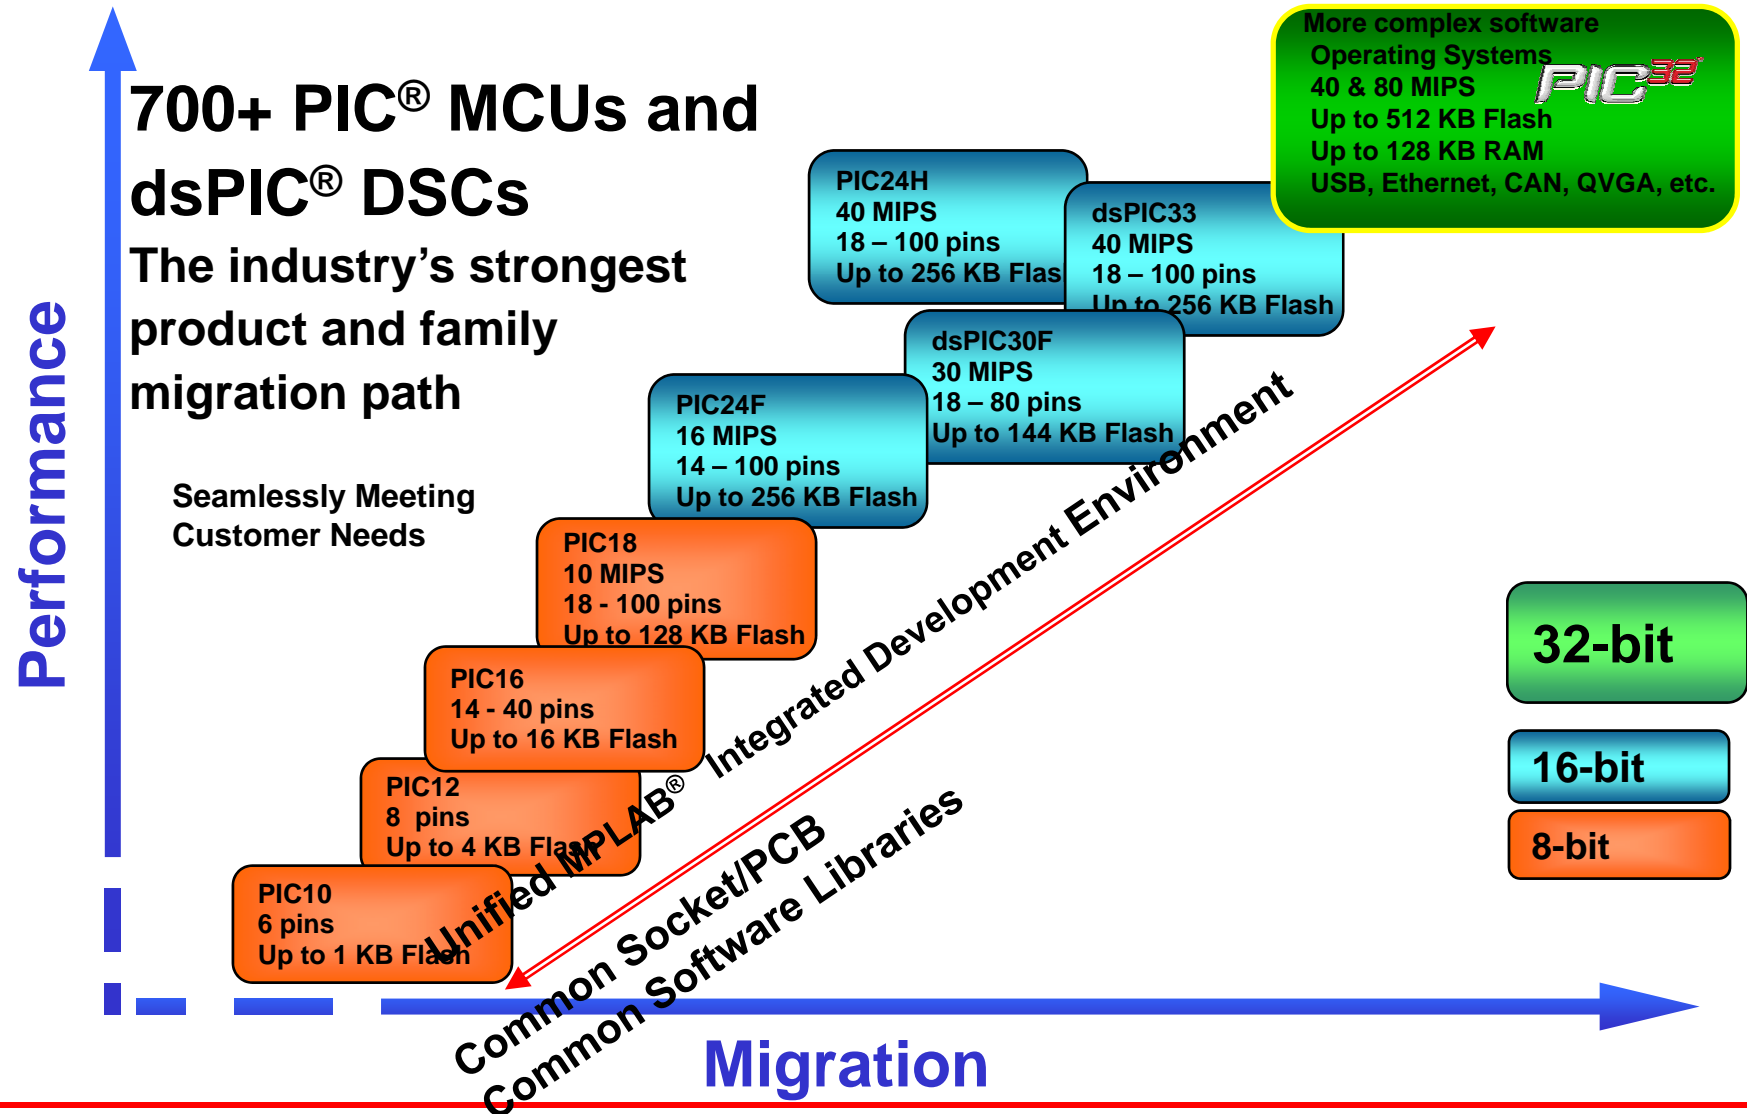 700+ PIC® MCUs and
dsPIC® DSCs
The industry’s strongest
product and family
migration path
Seamlessly Meeting
Customer Needs
Performance
More complex software
Operating Systems
40 & 80 MIPS
Up to 512 KB Flash
Up to 128 KB RAM
USB, Ethernet, CAN, QVGA, etc.
PIC32
PIC24H
40 MIPS
18 – 100 pins
Up to 256 KB Flas
dsPIC33
40 MIPS
18 – 100 pins
Up to 256 KB Flash
dsPIC30F
30 MIPS
18 – 80 pins
Up to 144 KB Flash
PIC24F
16 MIPS
14 – 100 pins
Up to 256 KB Flash
PIC18
10 MIPS
18 - 100 pins
Up to 128 KB Flash
PIC16
14 - 40 pins
Up to 16 KB Flash
PIC12
8 pins
Up to 4 KB Flash
PIC10
6 pins
Up to 1 KB Flash
Unified MPLAB® Integrated Development Environment
Common Socket/PCB
Common Software Libraries
32-bit
16-bit
8-bit
Migration